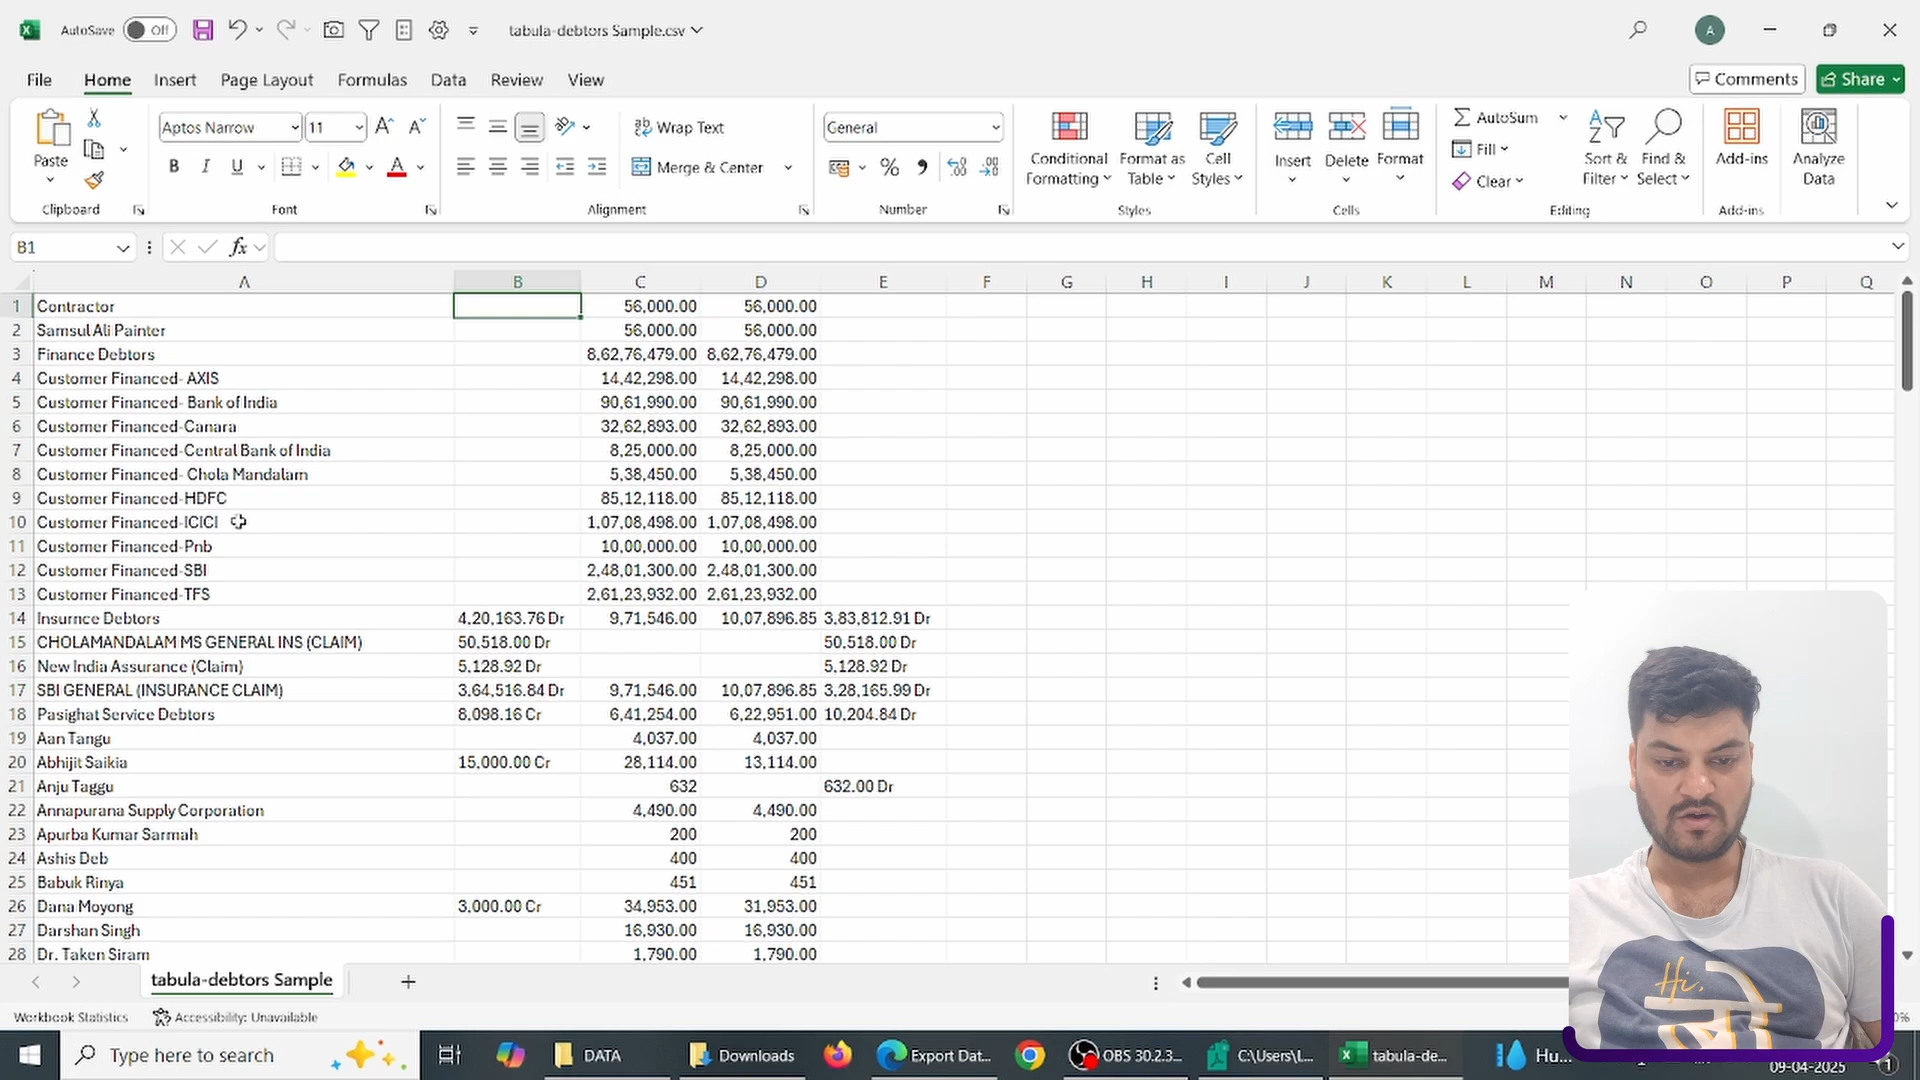 AutoSave Off tabula-debtors Sample.csv A
File Home Insert Page Layout Formulas Data Review View Comments Share
Paste Aptos Narrow 11 Wrap Text General Conditional Formatting Format as Table Cell Styles Insert Delete Format AutoSum Fill Clear Sort & Filter Find & Select Add-ins Analyze Data
B I U A Merge & Center %
Clipboard Font Alignment Number Styles Cells Editing Add-ins
B1 fx
A B C D E F G H I J K L M N O P Q
1 Contractor 56,000.00 56,000.00
2 Samsul Ali Painter 56,000.00 56,000.00
3 Finance Debtors 8,62,76,479.00 8,62,76,479.00
4 Customer Financed- AXIS 14,42,298.00 14,42,298.00
5 Customer Financed- Bank of India 90,61,990.00 90,61,990.00
6 Customer Financed-Canara 32,62,893.00 32,62,893.00
7 Customer Financed-Central Bank of India 8,25,000.00 8,25,000.00
8 Customer Financed- Chola Mandalam 5,38,450.00 5,38,450.00
9 Customer Financed-HDFC 85,12,118.00 85,12,118.00
10 Customer Financed-ICICI 1,07,08,498.00 1,07,08,498.00
11 Customer Financed-Pnb 10,00,000.00 10,00,000.00
12 Customer Financed-SBI 2,48,01,300.00 2,48,01,300.00
13 Customer Financed-TFS 2,61,23,932.00 2,61,23,932.00
14 Insurnce Debtors 4,20,163.76 Dr 9,71,546.00 10,07,896.85 3,83,812.91 Dr
15 CHOLAMANDALAM MS GENERAL INS (CLAIM) 50,518.00 Dr 50,518.00 Dr
16 New India Assurance (Claim) 5,128.92 Dr 5,128.92 Dr
17 SBI GENERAL (INSURANCE CLAIM) 3,64,516.84 Dr 9,71,546.00 10,07,896.85 3,28,165.99 Dr
18 Pasighat Service Debtors 8,098.16 Cr 6,41,254.00 6,22,951.00 10,204.84 Dr
19 Aan Tangu 4,037.00 4,037.00
20 Abhijit Saikia 15,000.00 Cr 28,114.00 13,114.00
21 Anju Taggu 632 632.00 Dr
22 Annapurana Supply Corporation 4,490.00 4,490.00
23 Apurba Kumar Sarmah 200 200
24 Ashis Deb 400 400
25 Babuk Rinya 451 451
26 Dana Moyong 3,000.00 Cr 34,953.00 31,953.00
27 Darshan Singh 16,930.00 16,930.00
28 Dr. Taken Siram 1,790.00 1,790.00
Hi,
tabula-debtors Sample
Workbook Statistics Accessibility: Unavailable
Type here to search DATA Downloads Export Dat... OBS 30.2.3... C:\Users\L... tabula-de... Hu...
09-04-2025